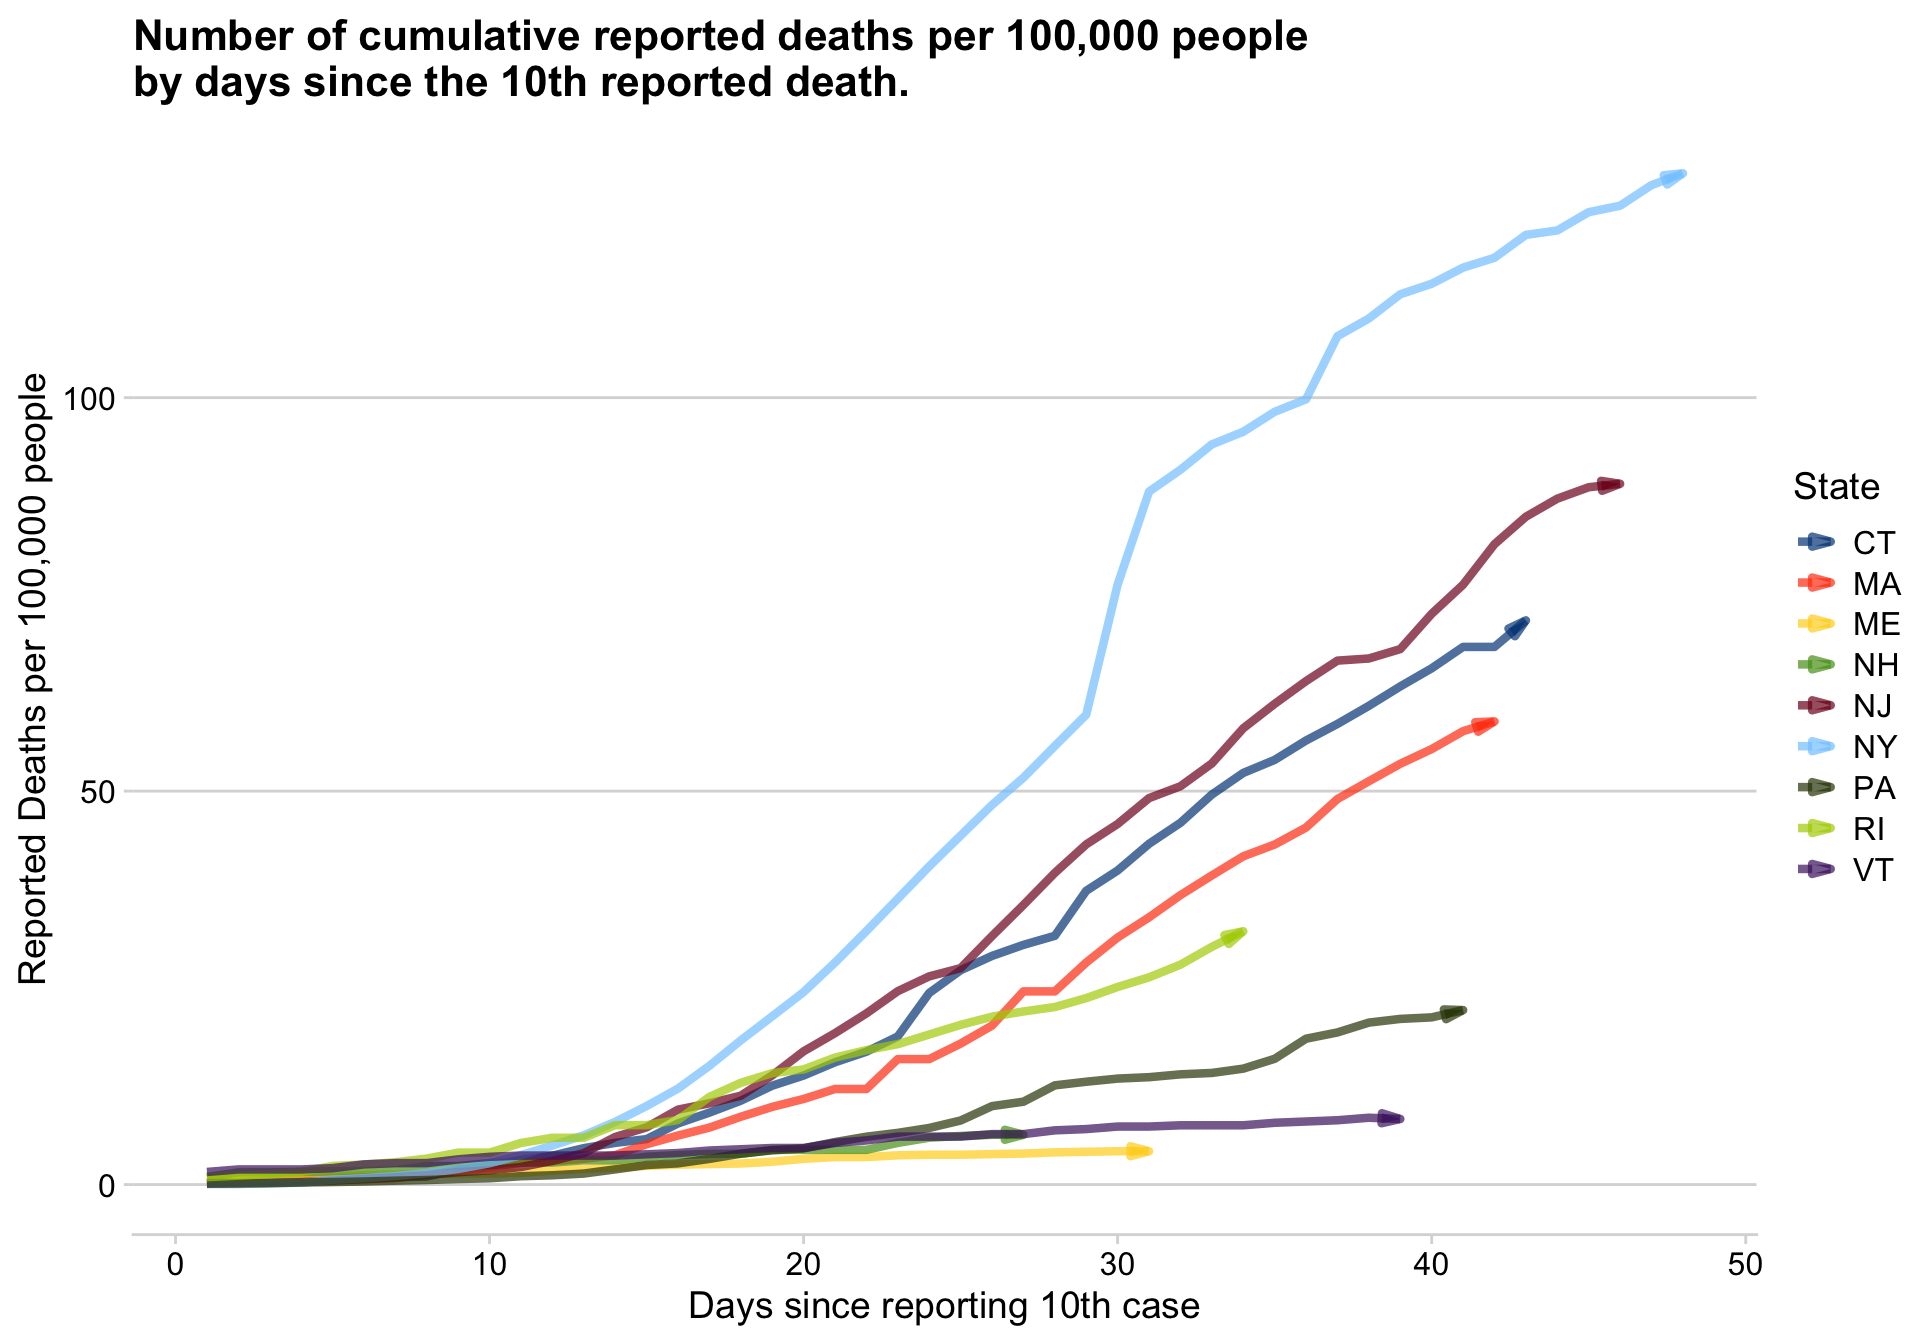 Number of cumulative reported deaths per 100,000 people
by days since the 10th reported death.
Reported Deaths per 100,000 people
100
50
0
0
10
20
30
40
50
Days since reporting 10th case
State
CT
MA
ME
NH
NJ
NY
PA
RI
VT